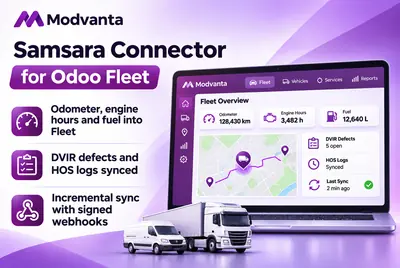 Modvanta
Samsara Connector
for Odoo Fleet
Odometer, engine
hours and fuel into
Fleet
DVIR defects and
HOS logs synced
Incremental sync
with signed
webhooks
Modvanta
Fleet
Vehicles
Services
Reports
Fleet Overview
Odometer
128,430 km
Engine Hours
3,482 h
Fuel
12,640 L
DVIR Defects
5 open
HOS Logs
Synced
Last Sync
2 min ago